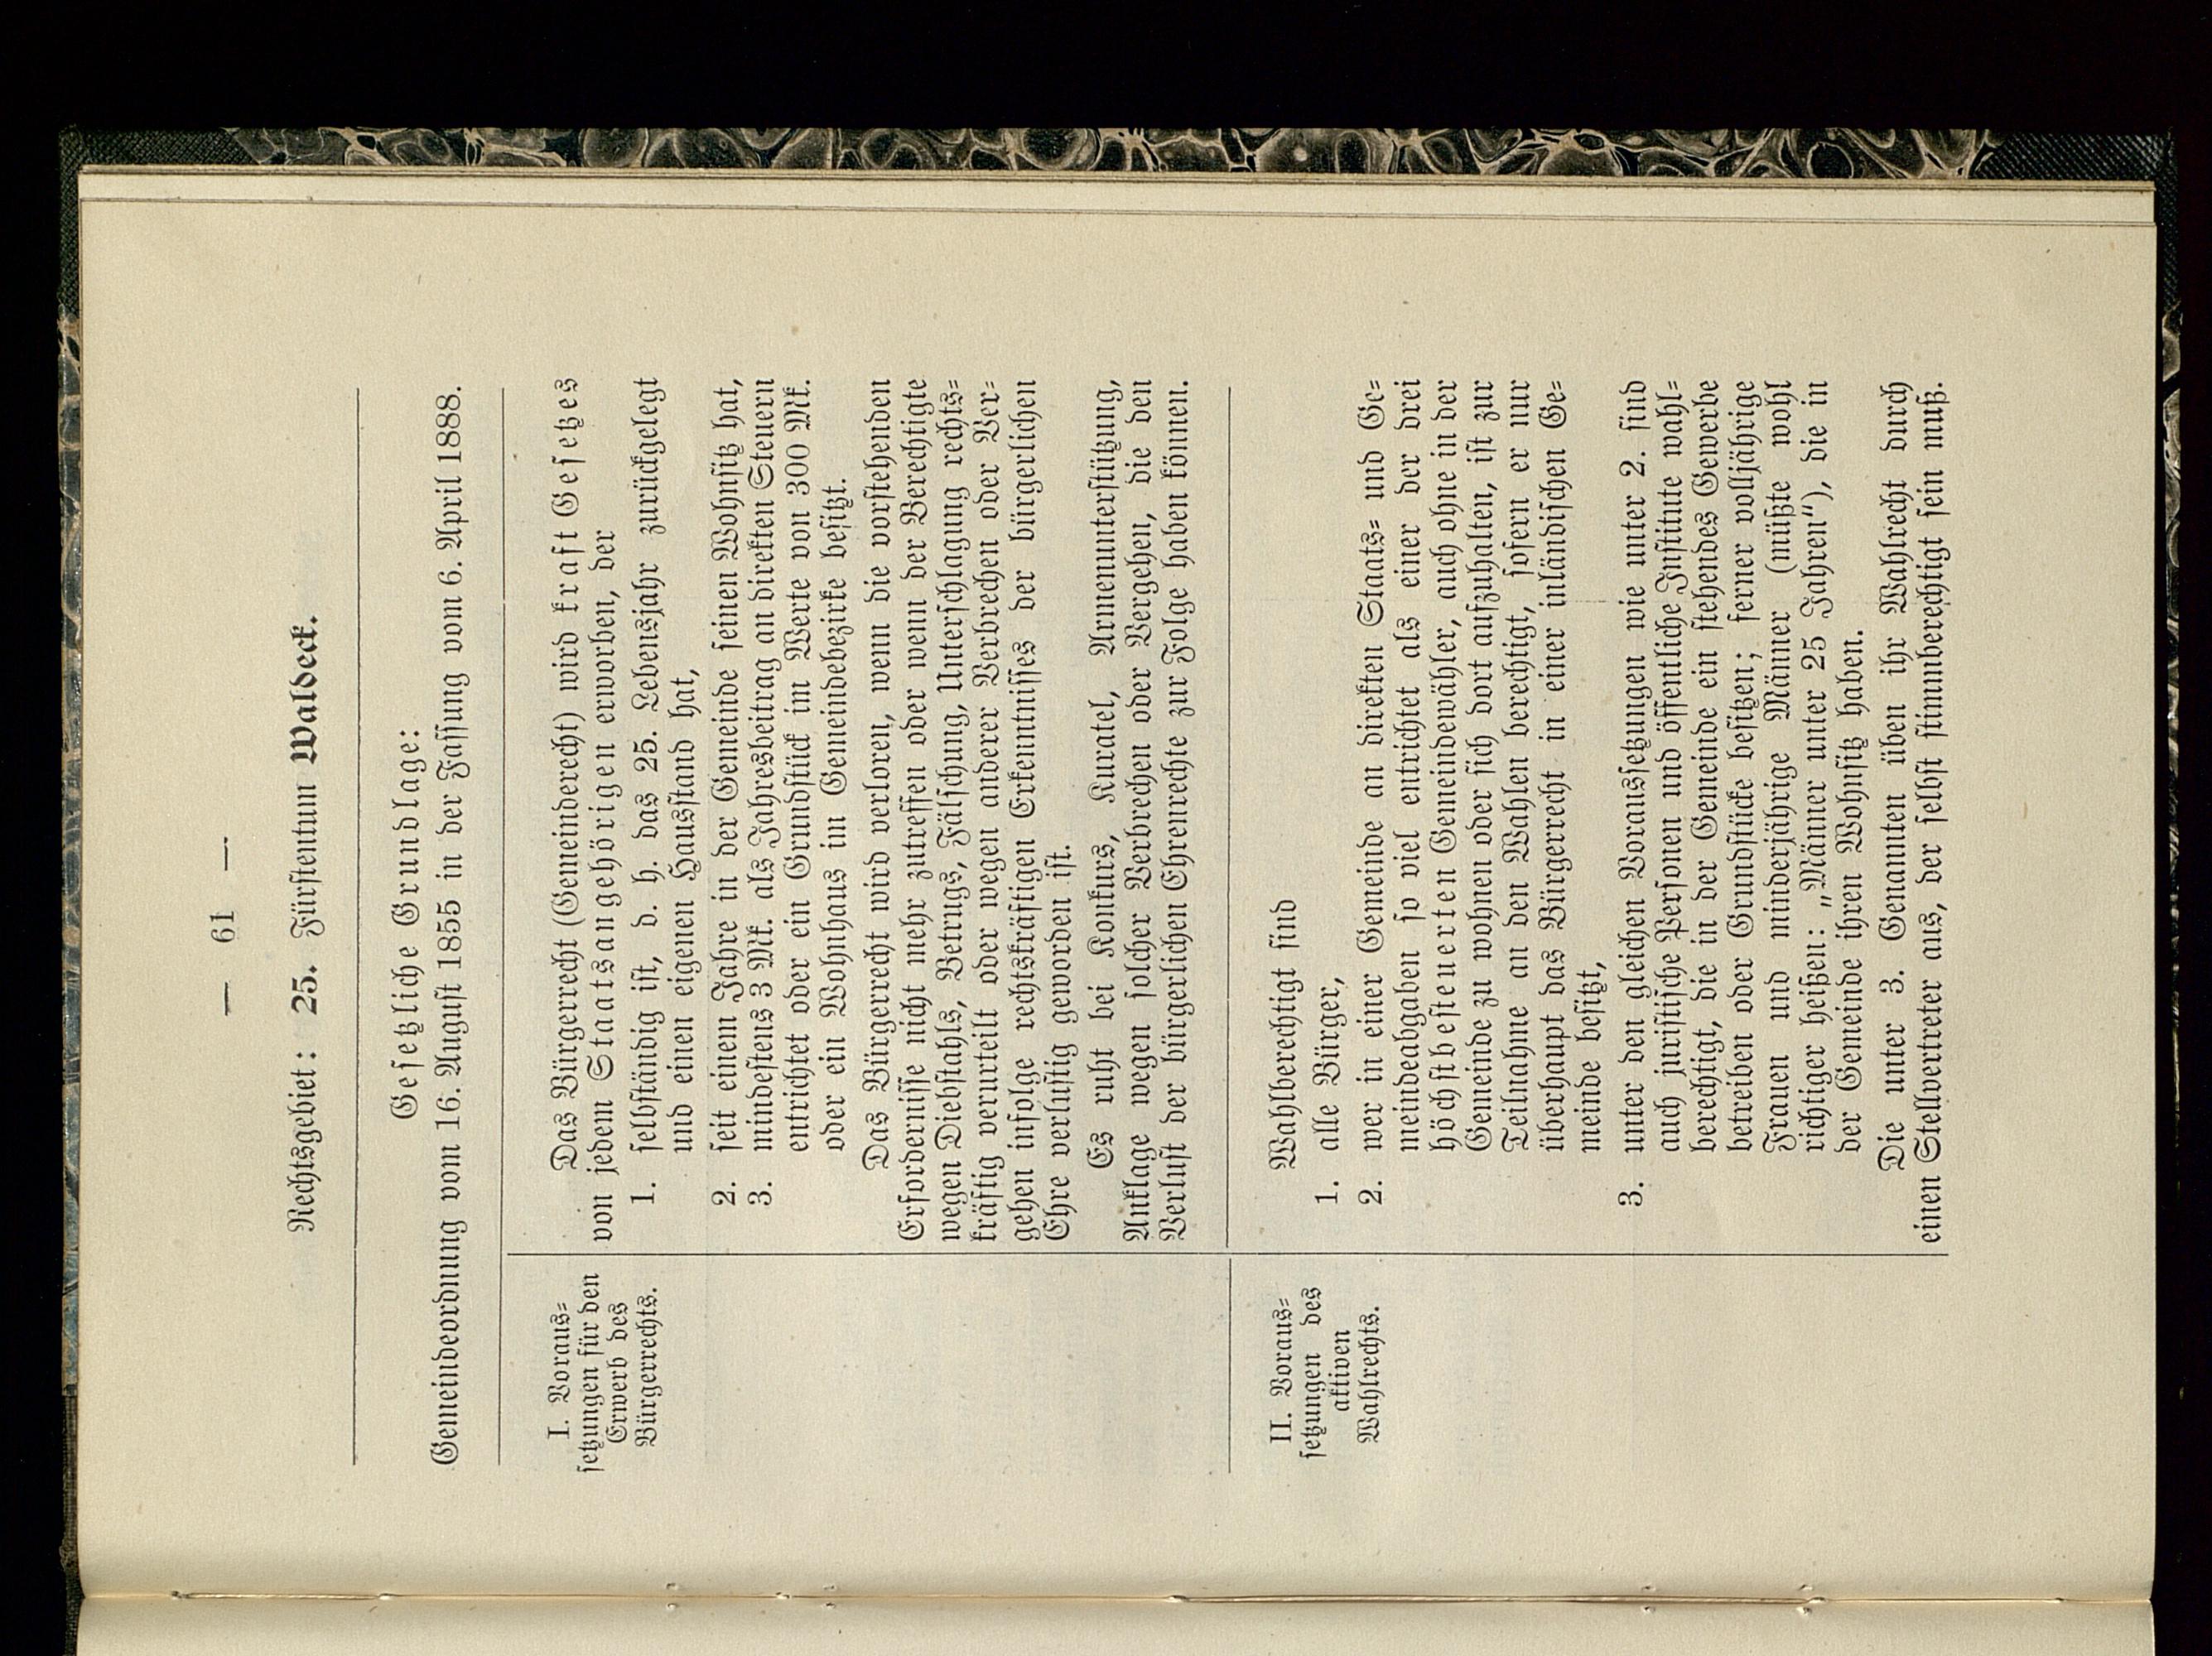 — 61 —
Rechtsgebiet: 25. Fürstentum Waldeck.
Gesetzliche Grundlage:
Gemeindeordnung vom 16. August 1855 in der Fassung vom 6. April 1888.
I. Voraus-
setzungen für den
Erwerb des
Bürgerrechts.
Das Bürgerrecht (Gemeinderecht) wird kraft Gesetzes
von jedem Staatsangehörigen erworben, der
1. selbständig ist, d. h. das 25. Lebensjahr zurückgelegt
und einen eigenen Hausstand hat,
2. seit einem Jahre in der Gemeinde seinen Wohnsitz hat,
3. mindestens 3 Mk. als Jahresbeitrag an direkten Steuern
entrichtet oder ein Grundstück im Werte von 300 Mk.
oder ein Wohnhaus im Gemeindebezirke besitzt.
Das Bürgerrecht wird verloren, wenn die vorstehenden
Erfordernisse nicht mehr zutreffen oder wenn der Berechtigte
wegen Diebstahls, Betrugs, Fälschung, Unterschlagung rechts-
kräftig verurteilt oder wegen anderer Verbrechen oder Ver-
gehen infolge rechtskräftigen Erkenntnisses der bürgerlichen
Ehre verlustig geworden ist.
Es ruht bei Konkurs, Kuratel, Armenunterstützung,
Anklage wegen solcher Verbrechen oder Vergehen, die den
Verlust der bürgerlichen Ehrenrechte zur Folge haben können.
II. Voraus-
setzungen des
aktiven
Wahlrechts.
Wahlberechtigt sind
1. alle Bürger,
2. wer in einer Gemeinde an direkten Staats- und Ge-
meindeabgaben so viel entrichtet als einer der drei
höchstbesteuerten Gemeindewähler, auch ohne in der
Gemeinde zu wohnen oder sich dort aufzuhalten, ist zur
Teilnahme an den Wahlen berechtigt, sofern er nur
überhaupt das Bürgerrecht in einer inländischen Ge-
meinde besitzt,
3. unter den gleichen Voraussetzungen wie unter 2. sind
auch juristische Personen und öffentliche Institute wahl-
berechtigt, die in der Gemeinde ein stehendes Gewerbe
betreiben oder Grundstücke besitzen; ferner volljährige
Frauen und minderjährige Männer (müßte wohl
richtiger heißen: „Männer unter 25 Jahren"), die in
der Gemeinde ihren Wohnsitz haben.
Die unter 3. Genannten üben ihr Wahlrecht durch
einen Stellvertreter aus, der selbst stimmberechtigt sein muß.